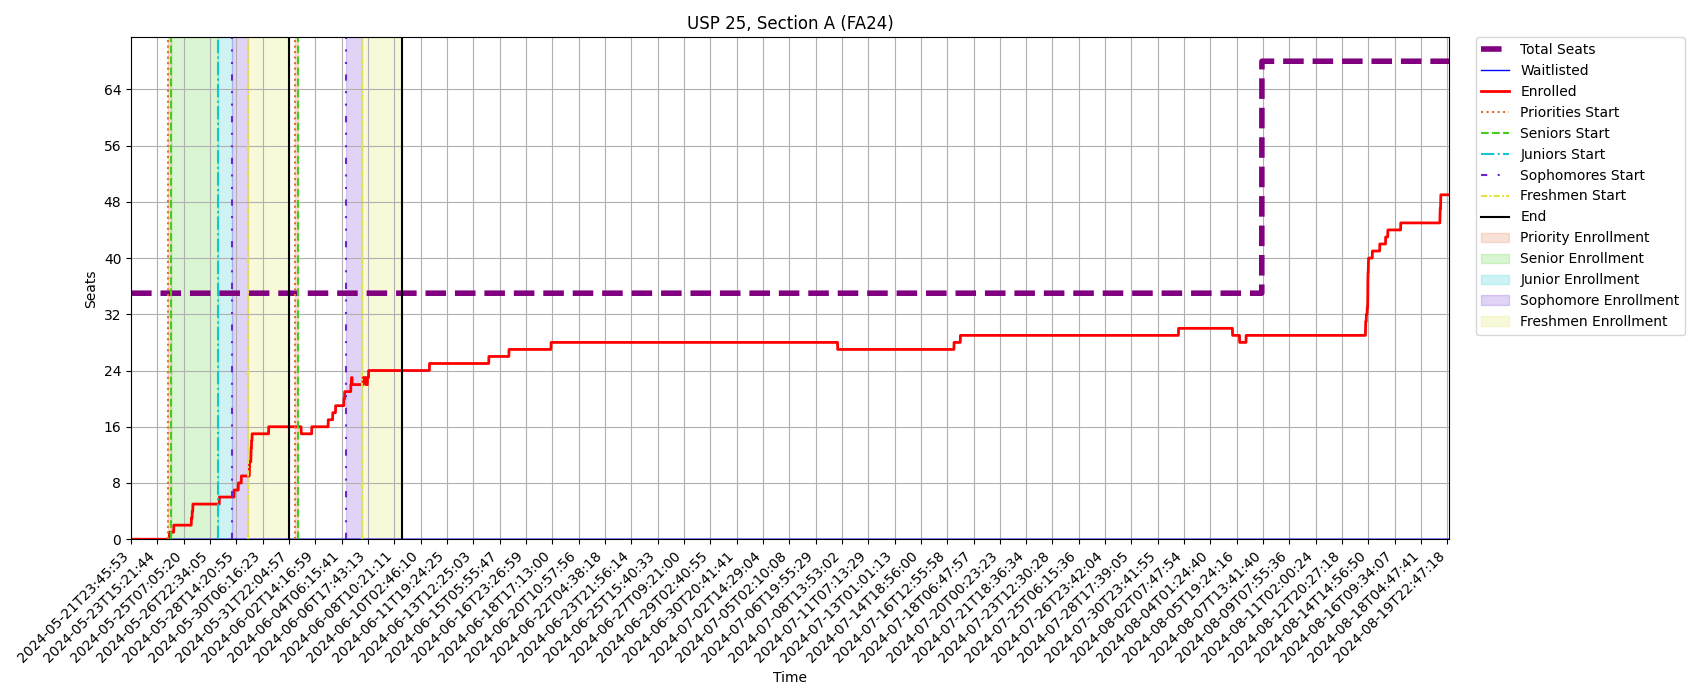 USP 25, Section A (FA24)
Seats
64
56
48
40
32
24
16
8
0
2024-05-21T23:45:53
2024-05-23T15:21:44
2024-05-25T07:05:20
2024-05-26T22:34:05
2024-05-28T14:20:55
2024-05-30T06:16:23
2024-05-31T22:04:57
2024-06-02T14:16:59
2024-06-04T06:15:41
2024-06-06T17:43:13
2024-06-08T10:21:11
2024-06-10T02:46:10
2024-06-11T19:24:25
2024-06-13T12:25:03
2024-06-15T05:55:47
2024-06-16T23:26:59
2024-06-18T17:13:00
2024-06-20T10:57:56
2024-06-22T04:38:18
2024-06-23T21:56:14
2024-06-25T15:40:33
2024-06-27T09:21:00
2024-06-29T02:40:55
2024-06-30T20:41:41
2024-07-02T14:29:04
2024-07-05T02:10:08
2024-07-06T19:55:29
2024-07-08T13:53:02
2024-07-11T07:13:29
2024-07-13T01:01:13
2024-07-14T18:56:00
2024-07-16T12:55:58
2024-07-18T06:47:57
2024-07-20T00:23:23
2024-07-21T18:36:34
2024-07-23T12:30:28
2024-07-25T06:15:36
2024-07-26T23:42:04
2024-07-28T17:39:05
2024-07-30T23:41:55
2024-08-02T07:47:54
2024-08-04T01:24:40
2024-08-05T19:24:16
2024-08-07T13:41:40
2024-08-09T07:55:36
2024-08-11T02:00:24
2024-08-12T20:27:18
2024-08-14T14:56:50
2024-08-16T09:34:07
2024-08-18T04:47:41
2024-08-19T22:47:18
Time
Total Seats
Waitlisted
Enrolled
Priorities Start
Seniors Start
Juniors Start
Sophomores Start
Freshmen Start
End
Priority Enrollment
Senior Enrollment
Junior Enrollment
Sophomore Enrollment
Freshmen Enrollment